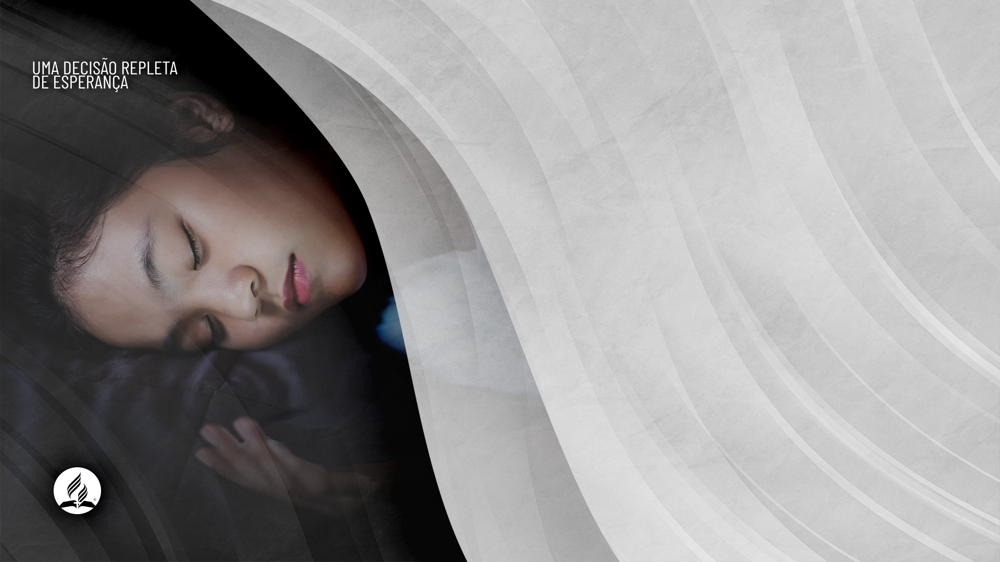 UMA DECISÃO REPLETA
DE ESPERANÇA